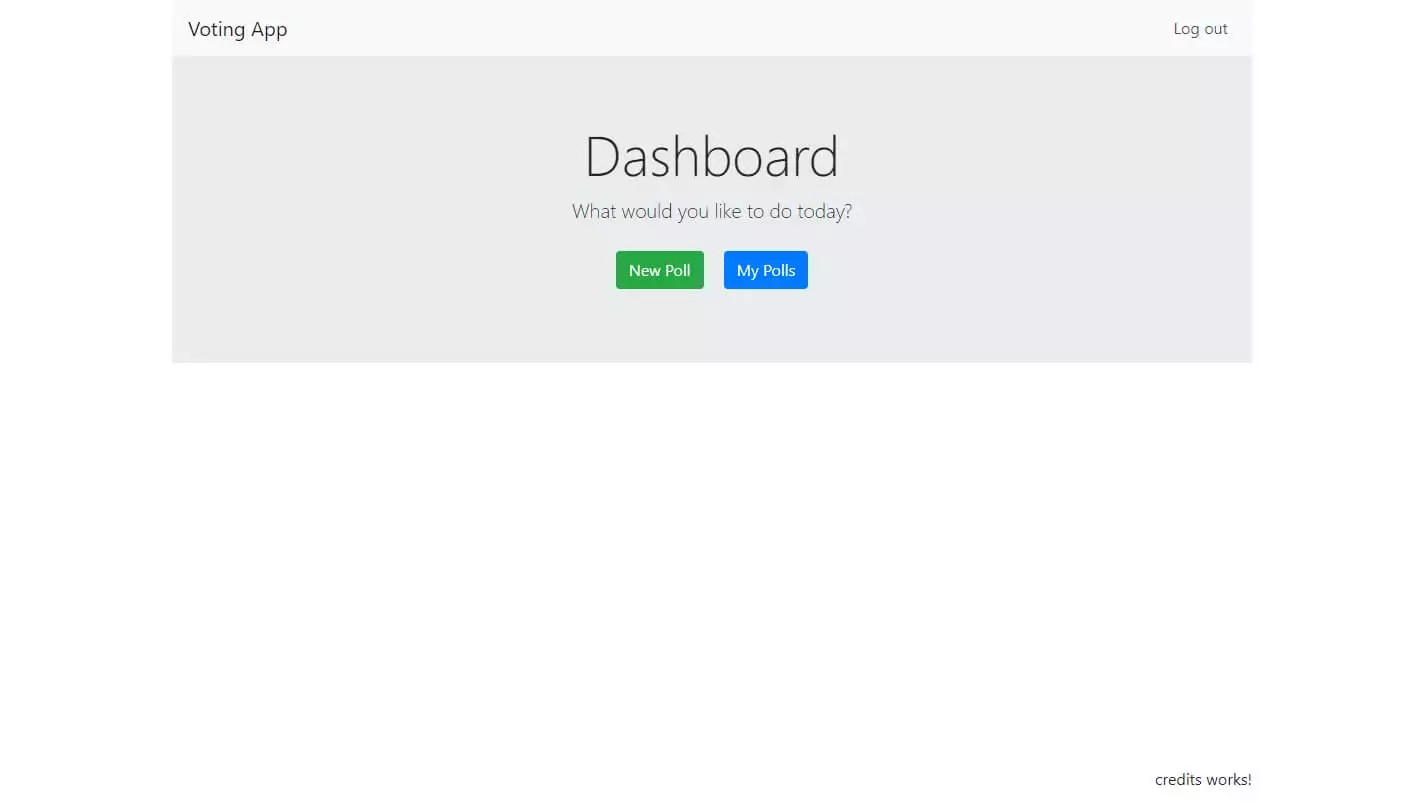 Voting App
Log out
Dashboard
What would you like to do today?
New Poll
My Polls
credits works!